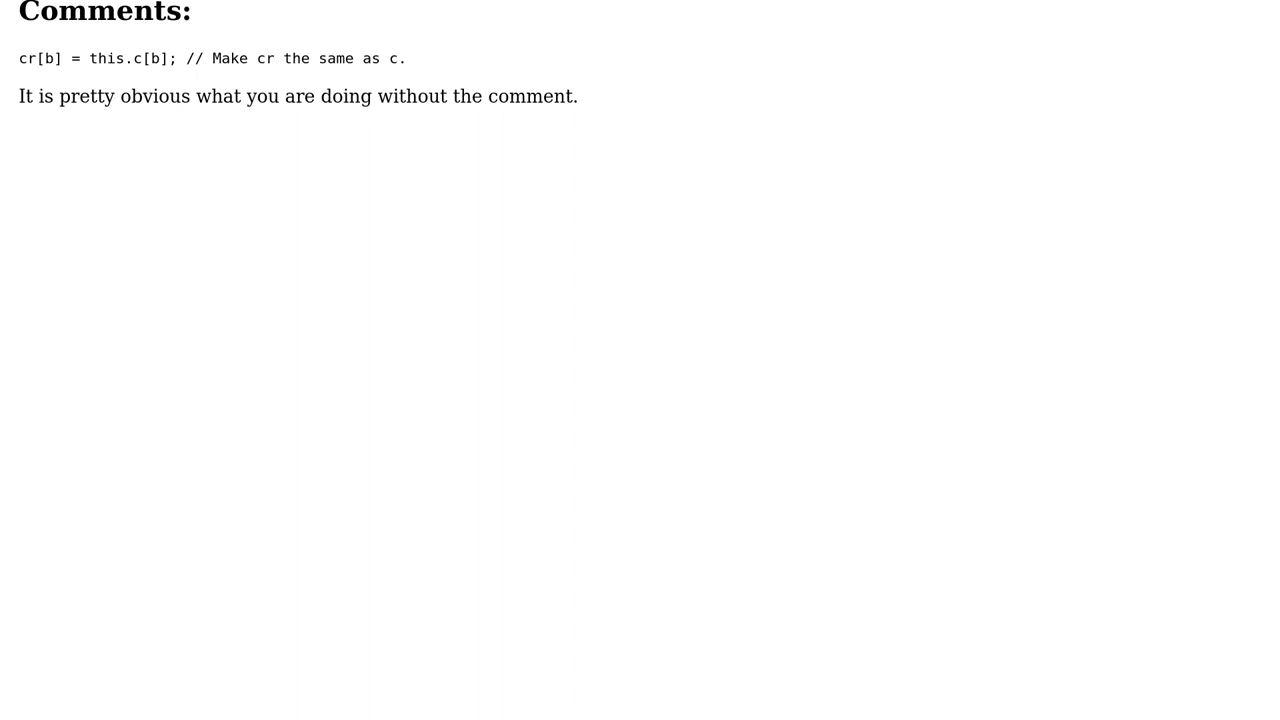 Comments:
cr[b] = this.c[b]; // Make cr the same as c.
It is pretty obvious what you are doing without the comment.